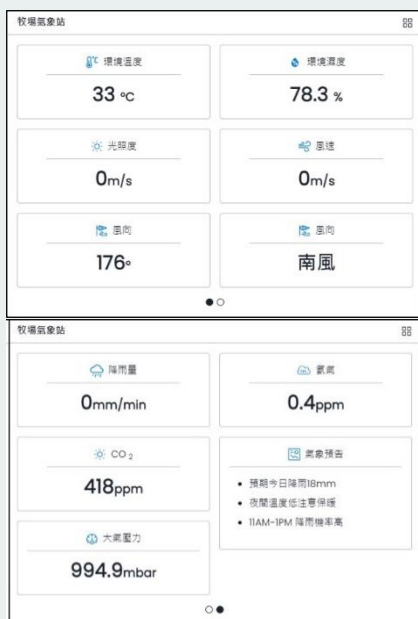 牧場氣象站
環境溫度
33 °C
環境濕度
78.3 %
光照度
0m/s
風速
0m/s
風向
176°
風向
南風
牧場氣象站
降雨量
0mm/min
氨氣
0.4ppm
CO₂
418ppm
氣象預告
• 預期今日降雨18mm
• 夜間溫度低注意保暖
• 11AM-1PM 降雨機率高
大氣壓力
994.9mbar